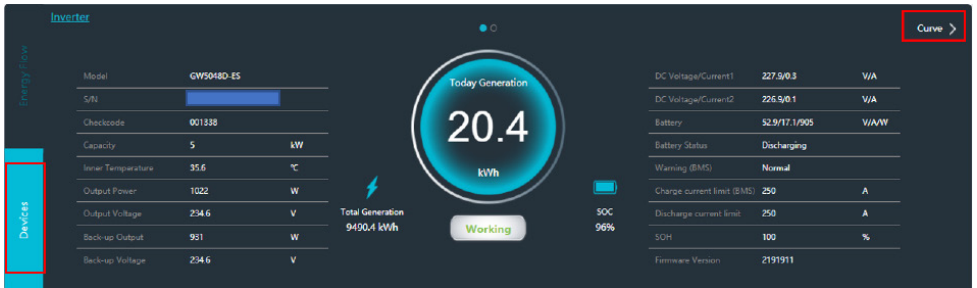 Inverter
Curve >
Energy Flow
Devices
Model GW5048D-ES
S/N
Checkcode 001338
Capacity 5 kW
Inner Temperature 35.6 ℃
Output Power 1022 W
Output Voltage 234.6 V
Back-up Output 931 W
Back-up Voltage 234.6 V
Today Generation
20.4
kWh
Total Generation
9490.4 kWh
Working
SOC
96%
DC Voltage/Current1 227.9/0.3 V/A
DC Voltage/Current2 226.9/0.1 V/A
Battery 52.9/17.1/905 V/A/W
Battery Status Discharging
Warning (BMS) Normal
Charge current limit (BMS) 250 A
Discharge current limit 250 A
SOH 100 %
Firmware Version 2191911